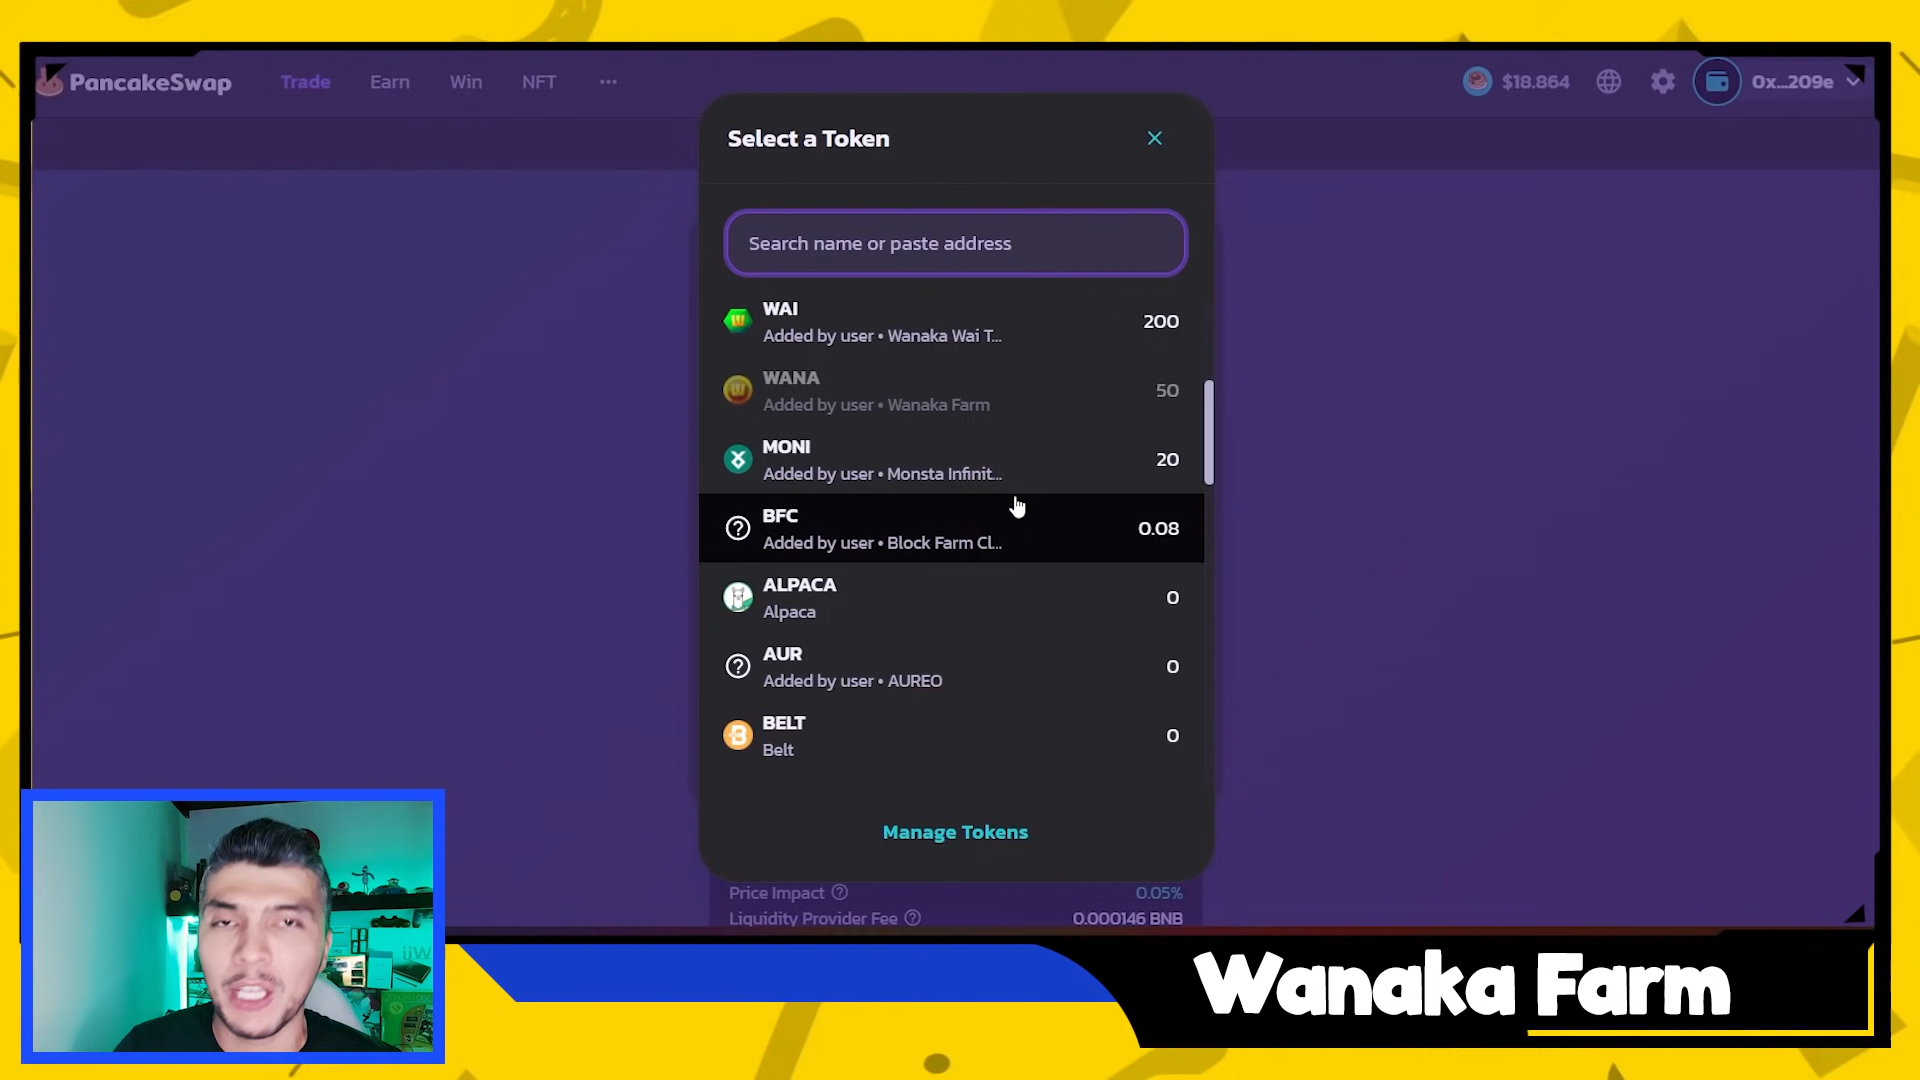 PancakeSwap
Trade
Earn
Win
NFT
$18.864
0x...209e
Select a Token
Search name or paste address
WAI
Added by user • Wanaka Wai T...
200
WANA
Added by user • Wanaka Farm
50
MONI
Added by user • Monsta Infinit...
20
BFC
Added by user • Block Farm Cl...
0.08
ALPACA
Alpaca
0
AUR
Added by user • AUREO
0
BELT
Belt
0
Manage Tokens
Price Impact
0.05%
Liquidity Provider Fee
0.000146 BNB
Wanaka Farm